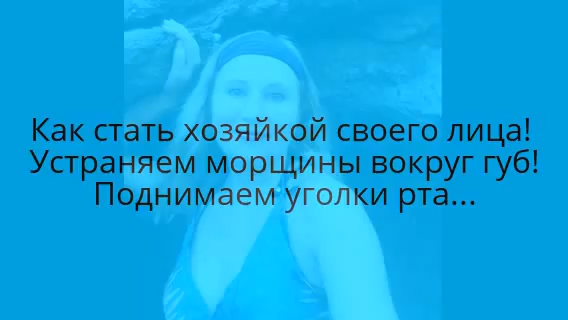 Как стать хозяйкой своего лица!
Устраняем морщины вокруг губ!
Поднимаем уголки рта...